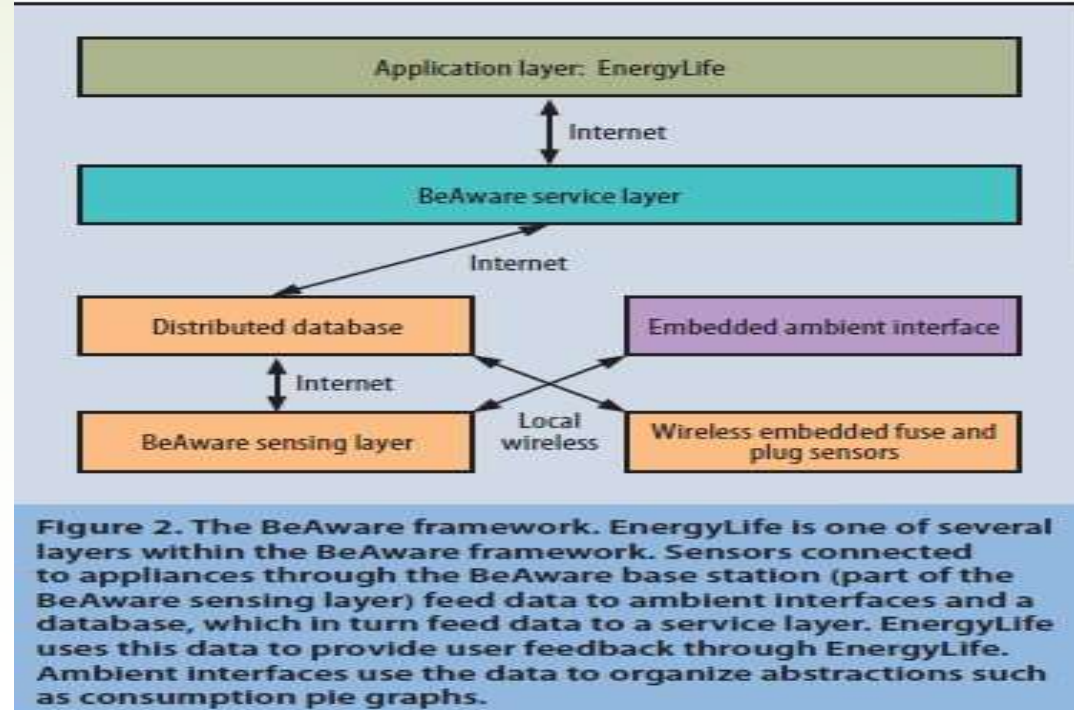 Application layer: EnergyLife
Internet
BeAware service layer
Internet
Distributed database
Embedded ambient interface
Internet
Local
wireless
BeAware sensing layer
Wireless embedded fuse and
plug sensors
Figure 2. The BeAware framework. EnergyLife is one of several
layers within the BeAware framework. Sensors connected
to appliances through the BeAware base station (part of the
BeAware sensing layer) feed data to ambient interfaces and a
database, which in turn feed data to a service layer. EnergyLife
uses this data to provide user feedback through EnergyLife.
Ambient interfaces use the data to organize abstractions such
as consumption pie graphs.